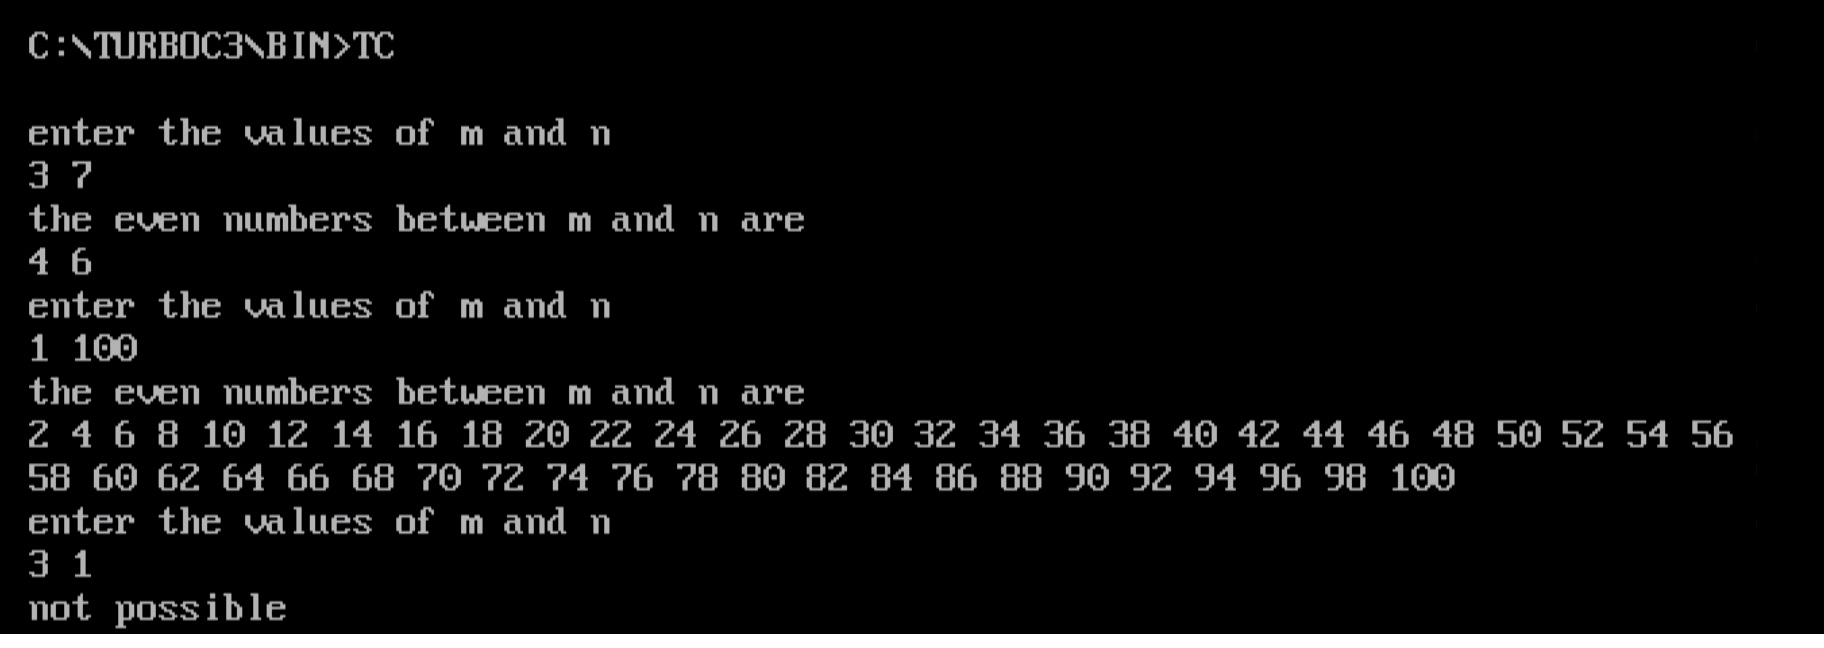 C:\TURBOC3\BIN>TC
enter the values of m and n
3 7
the even numbers between m and n are
4 6
enter the values of m and n
1 100
the even numbers between m and n are
2 4 6 8 10 12 14 16 18 20 22 24 26 28 30 32 34 36 38 40 42 44 46 48 50 52 54 56
58 60 62 64 66 68 70 72 74 76 78 80 82 84 86 88 90 92 94 96 98 100
enter the values of m and n
3 1
not possible